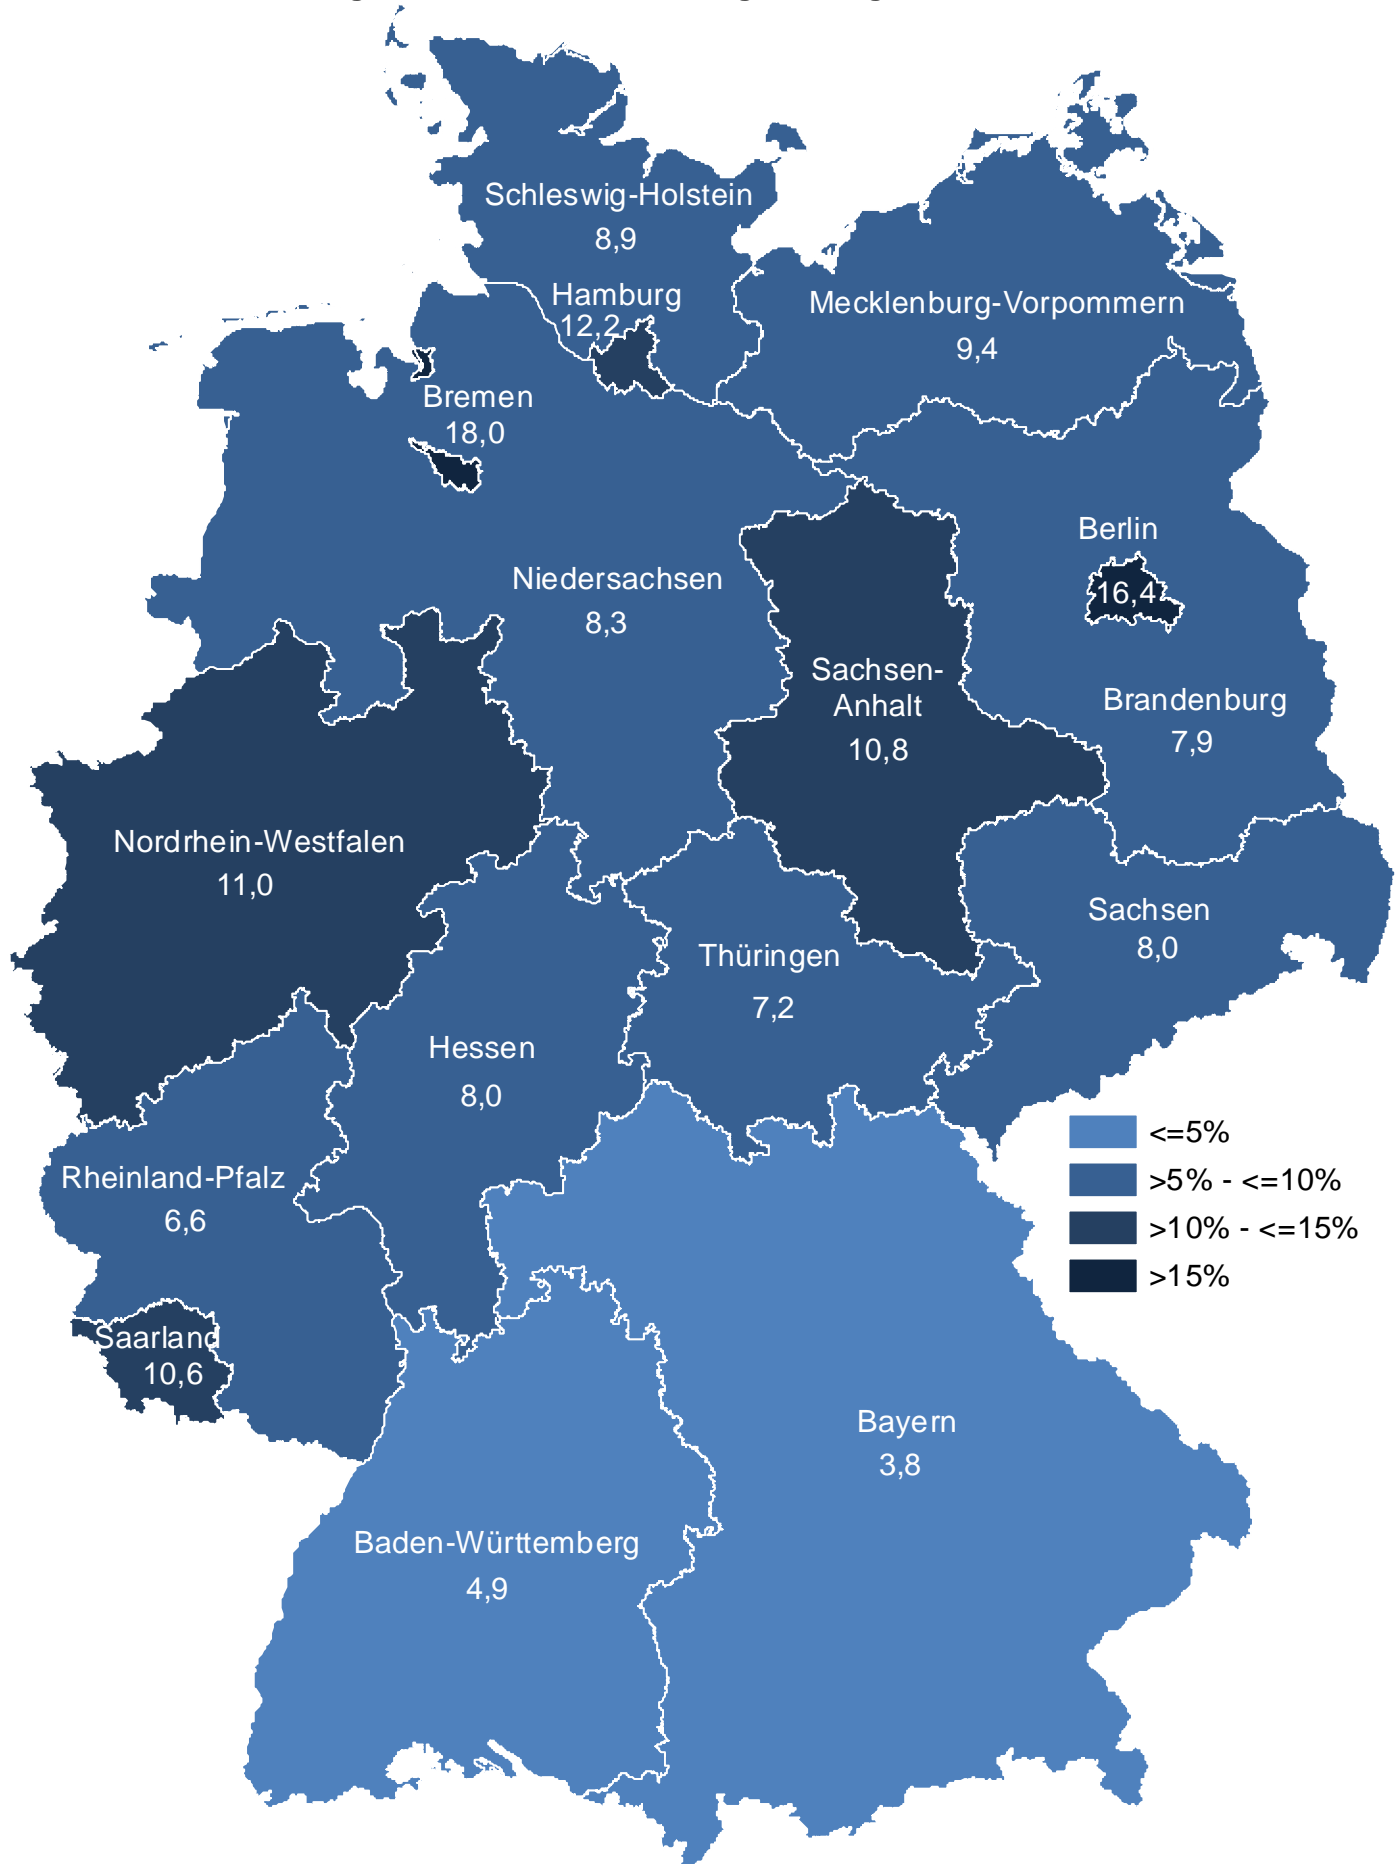 Schleswig-Holstein
8,9
Hamburg
12,2
Mecklenburg-Vorpommern
9,4
Bremen
18,0
Berlin
16,4
Niedersachsen
8,3
Sachsen-
Anhalt
10,8
Brandenburg
7,9
Nordrhein-Westfalen
11,0
Sachsen
8,0
Thüringen
7,2
Hessen
8,0
Rheinland-Pfalz
6,6
Saarland
10,6
Bayern
3,8
Baden-Württemberg
4,9
<=5%
>5% - <=10%
>10% - <=15%
>15%